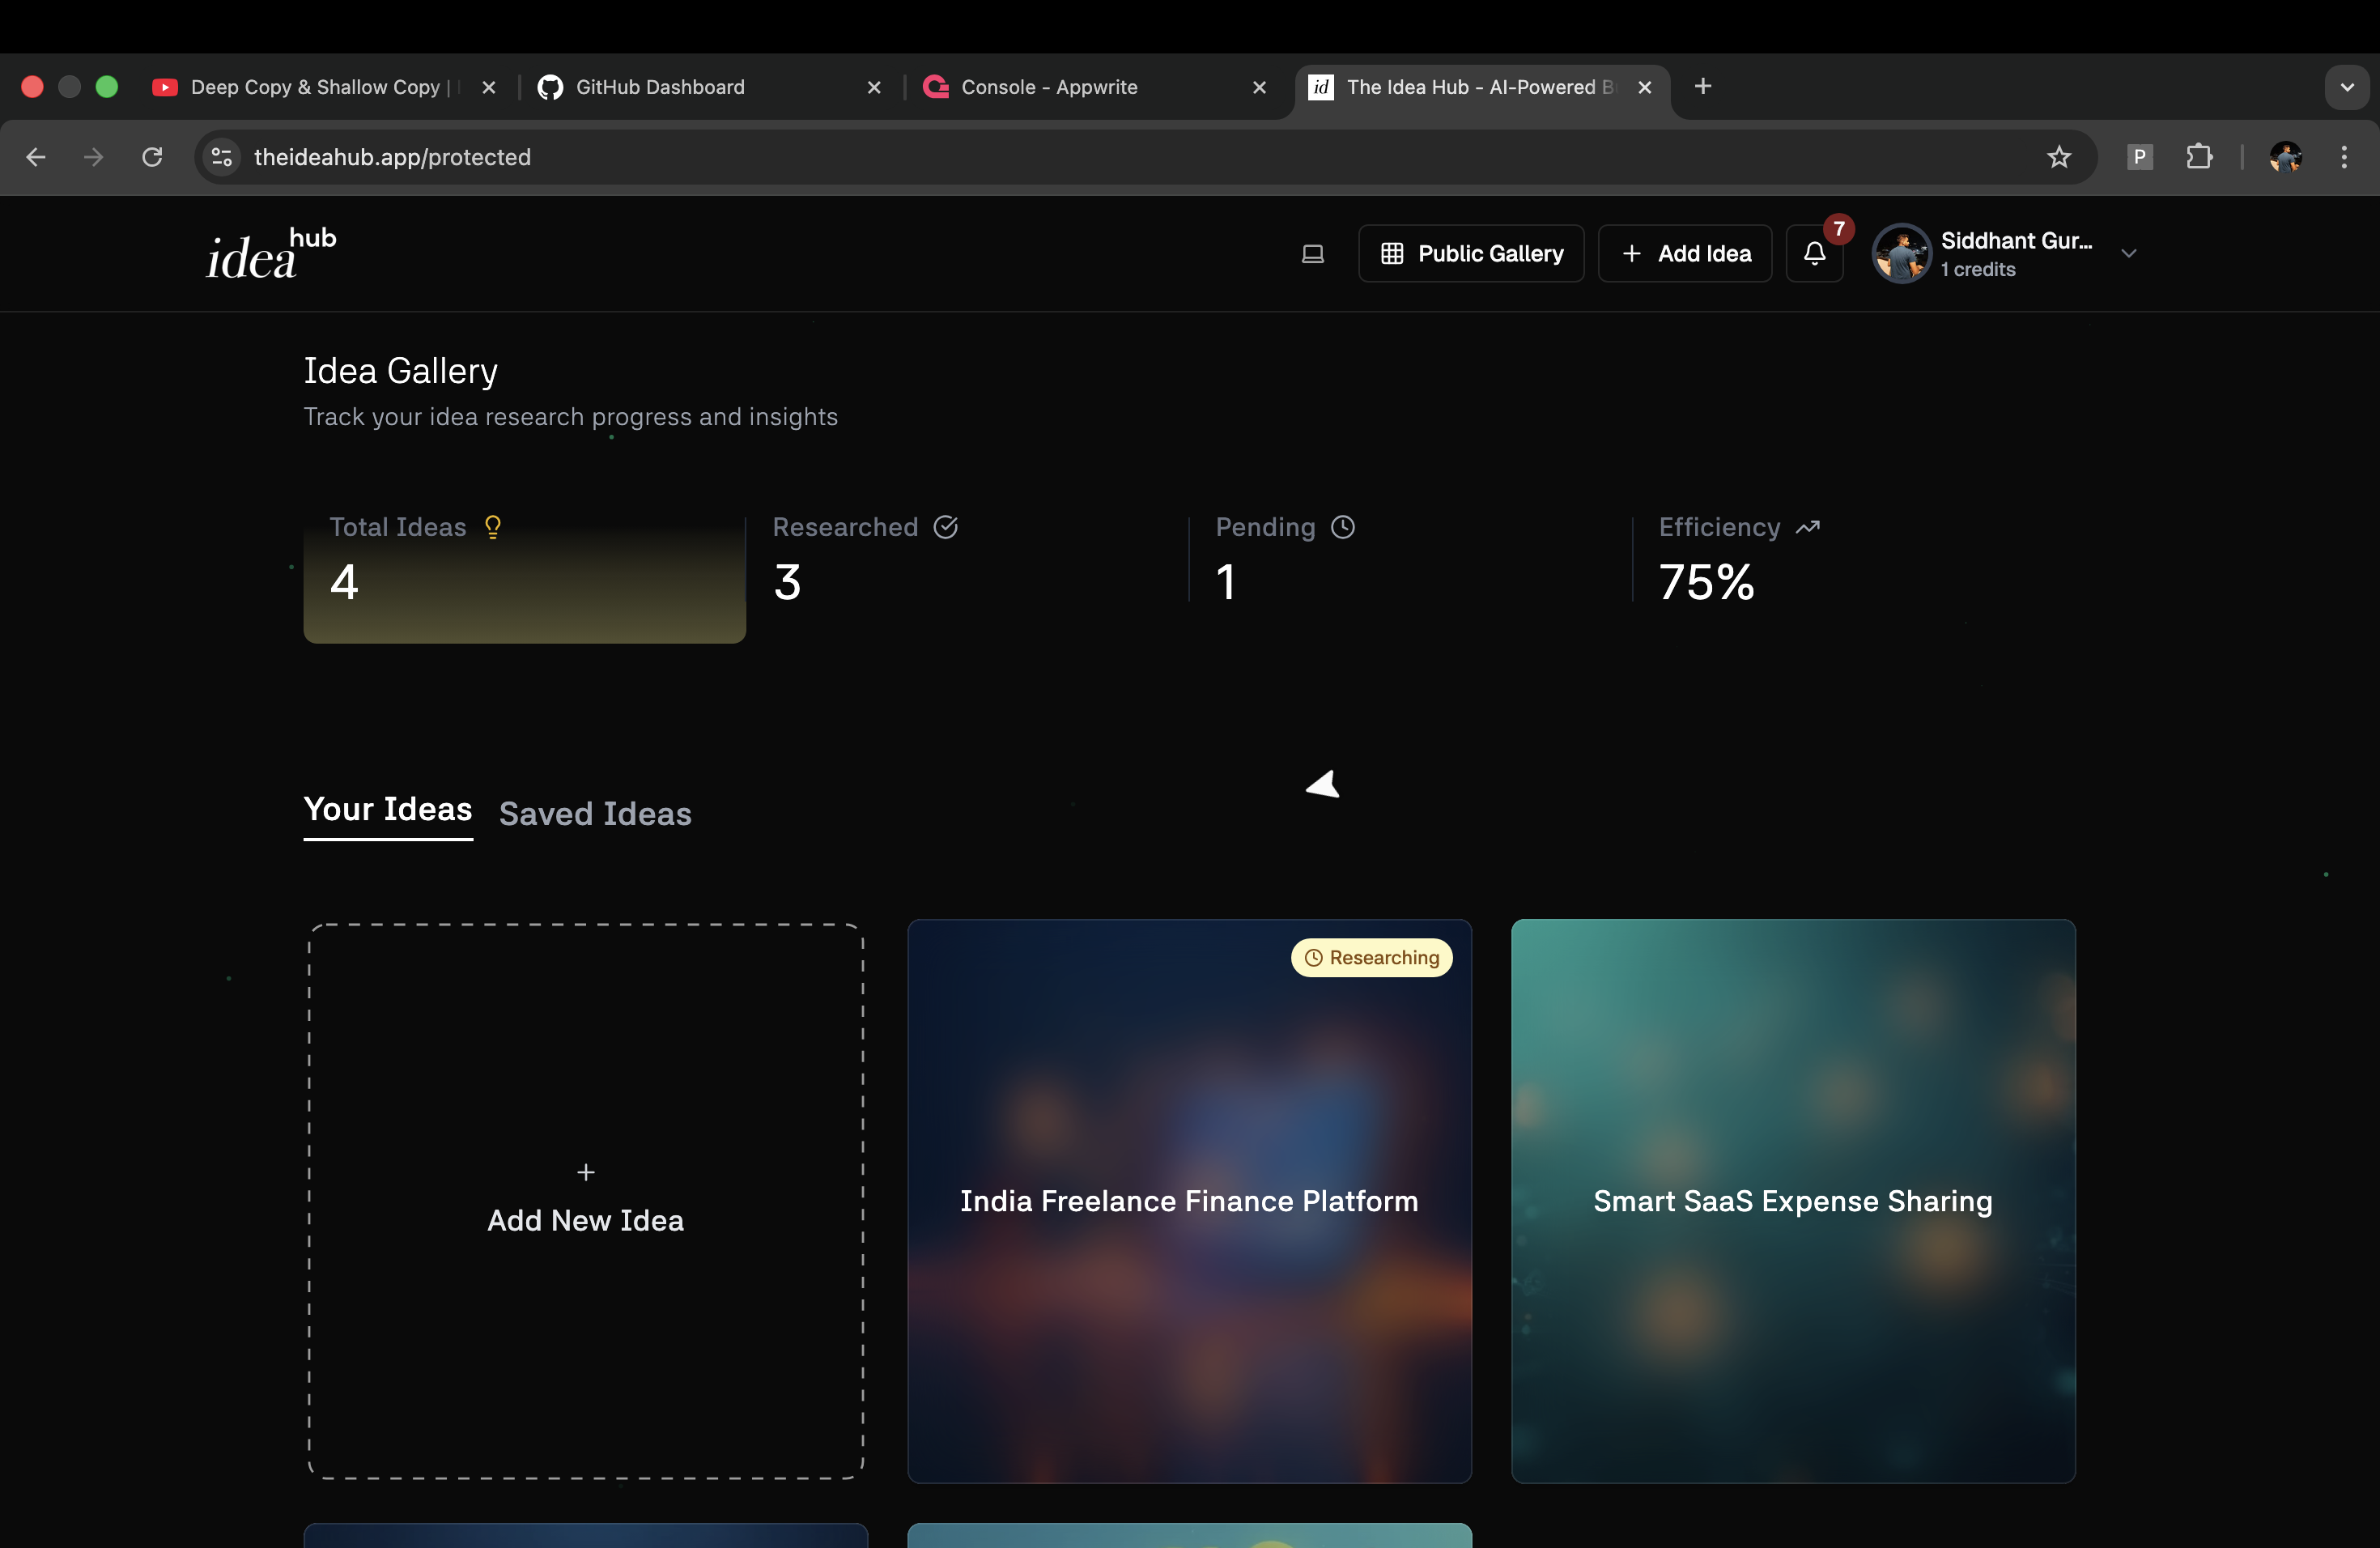 Deep Copy & Shallow Copy |
GitHub Dashboard
Console - Appwrite
id
The Idea Hub - AI-Powered B
theideahub.app/protected
P
idea hub
Public Gallery
Add Idea
7
Siddhant Gur...
1 credits
Idea Gallery
Track your idea research progress and insights
Total Ideas
4
Researched
3
Pending
1
Efficiency
75%
Your Ideas
Saved Ideas
Add New Idea
Researching
India Freelance Finance Platform
Smart SaaS Expense Sharing